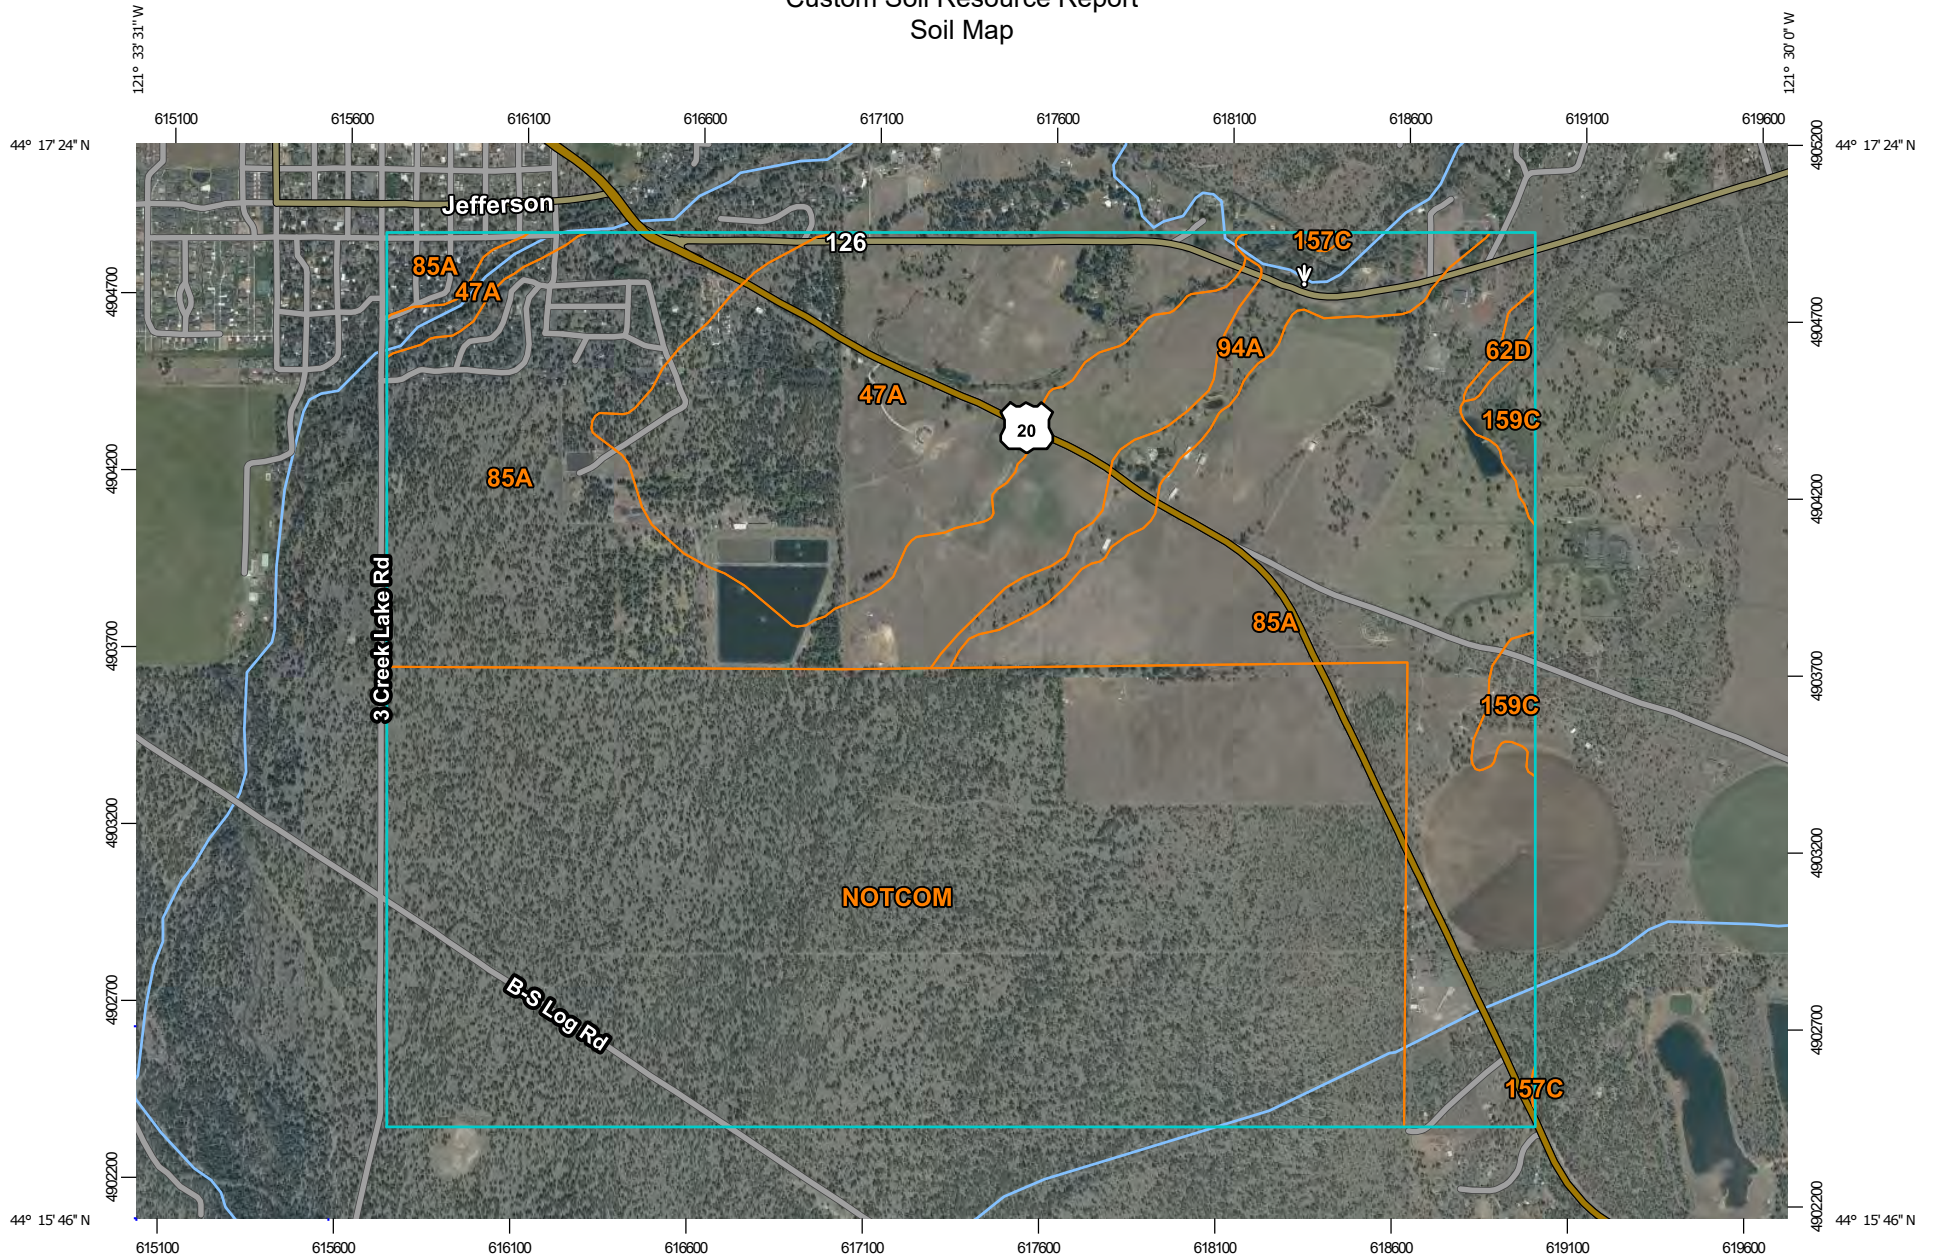 Custom Soil Resource Report
Soil Map
121° 33' 31" W
121° 30' 0" W
615100 615600 616100 616600 617100 617600 618100 618600 619100 619600
44° 17' 24" N
4905200
44° 17' 24" N
Jefferson
126
157C
85A
47A
4904700
4904700
94A
62D
47A
159C
20
85A
4904200
4904200
3 Creek Lake Rd
85A
4903700
4903700
159C
4903200
4903200
NOTCOM
4902700
4902700
B-S Log Rd
157C
4902200
4902200
44° 15' 46" N
44° 15' 46" N
615100 615600 616100 616600 617100 617600 618100 618600 619100 619600